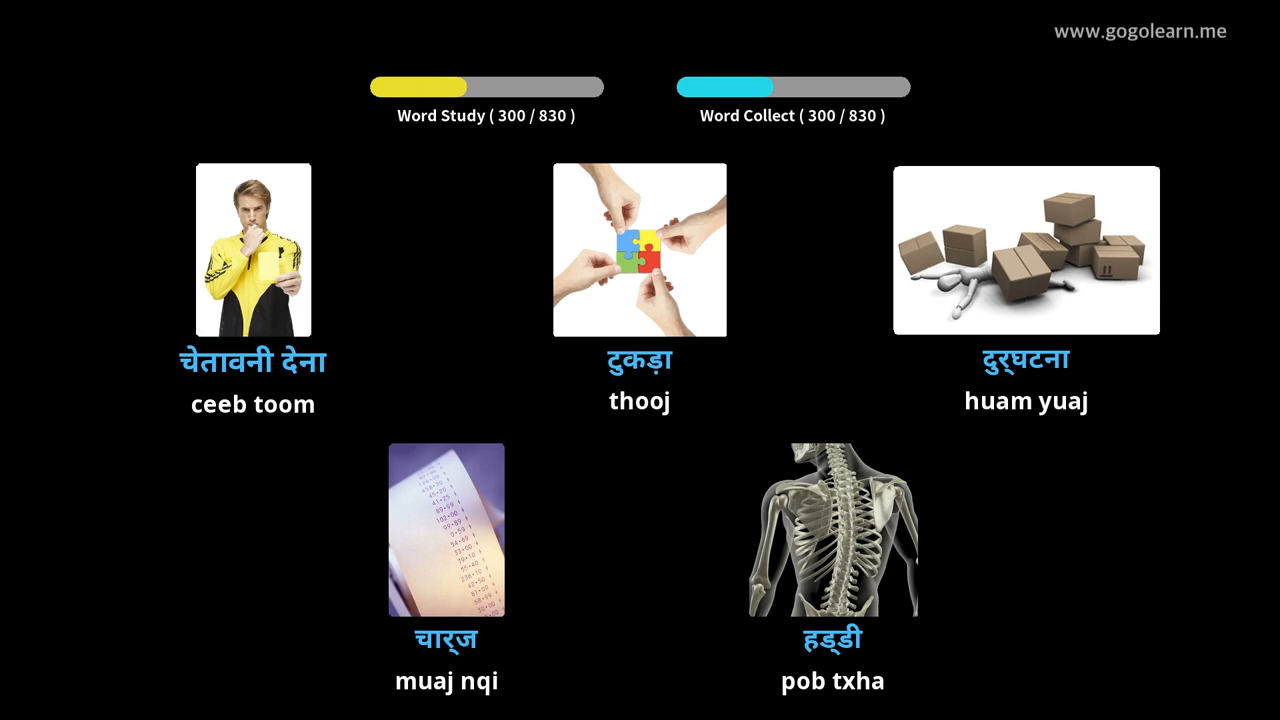 www.gogolearn.me
Word Study ( 300 / 830 )
Word Collect ( 300 / 830 )
चेतावनी देना
ceeb toom
टुकड़ा
thooj
दुर्‍घटना
huam yuaj
चार्‍ज
muaj nqi
हड्‍डी
pob txha